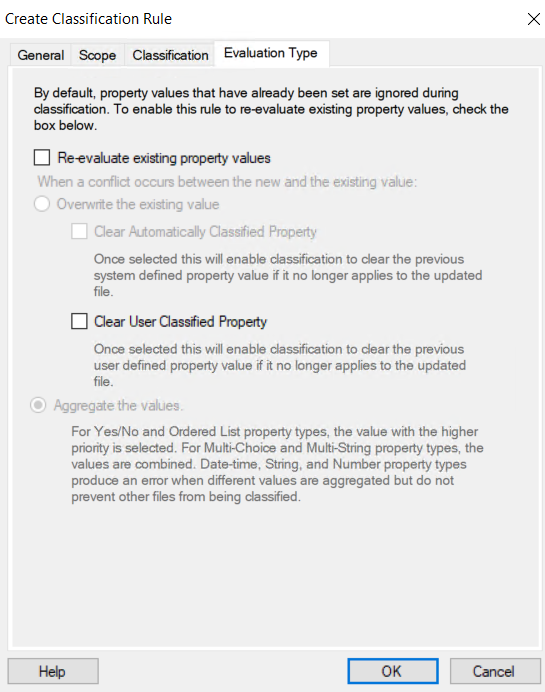 Create Classification Rule
General Scope Classification Evaluation Type
By default, property values that have already been set are ignored during
classification. To enable this rule to re-evaluate existing property values, check the
box below.
Re-evaluate existing property values
When a conflict occurs between the new and the existing value:
Overwrite the existing value
Clear Automatically Classified Property
Once selected this will enable classification to clear the previous
system defined property value if it no longer applies to the updated
file.
Clear User Classified Property
Once selected this will enable classification to clear the previous
user defined property value if it no longer applies to the updated
file.
Aggregate the values.
For Yes/No and Ordered List property types, the value with the higher
priority is selected. For Multi-Choice and Multi-String property types, the
values are combined. Date-time, String, and Number property types
produce an error when different values are aggregated but do not
prevent other files from being classified.
Help OK Cancel